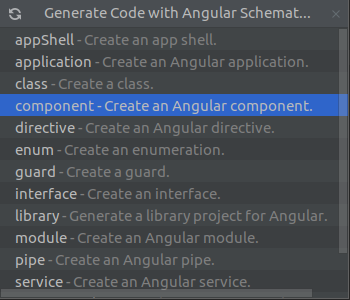 Generate Code with Angular Schemat...
appShell - Create an app shell.
application - Create an Angular application.
class - Create a class.
component - Create an Angular component.
directive - Create an Angular directive.
enum - Create an enumeration.
guard - Create a guard.
interface - Create an interface.
library - Generate a library project for Angular.
module - Create an Angular module.
pipe - Create an Angular pipe.
service - Create an Angular service.